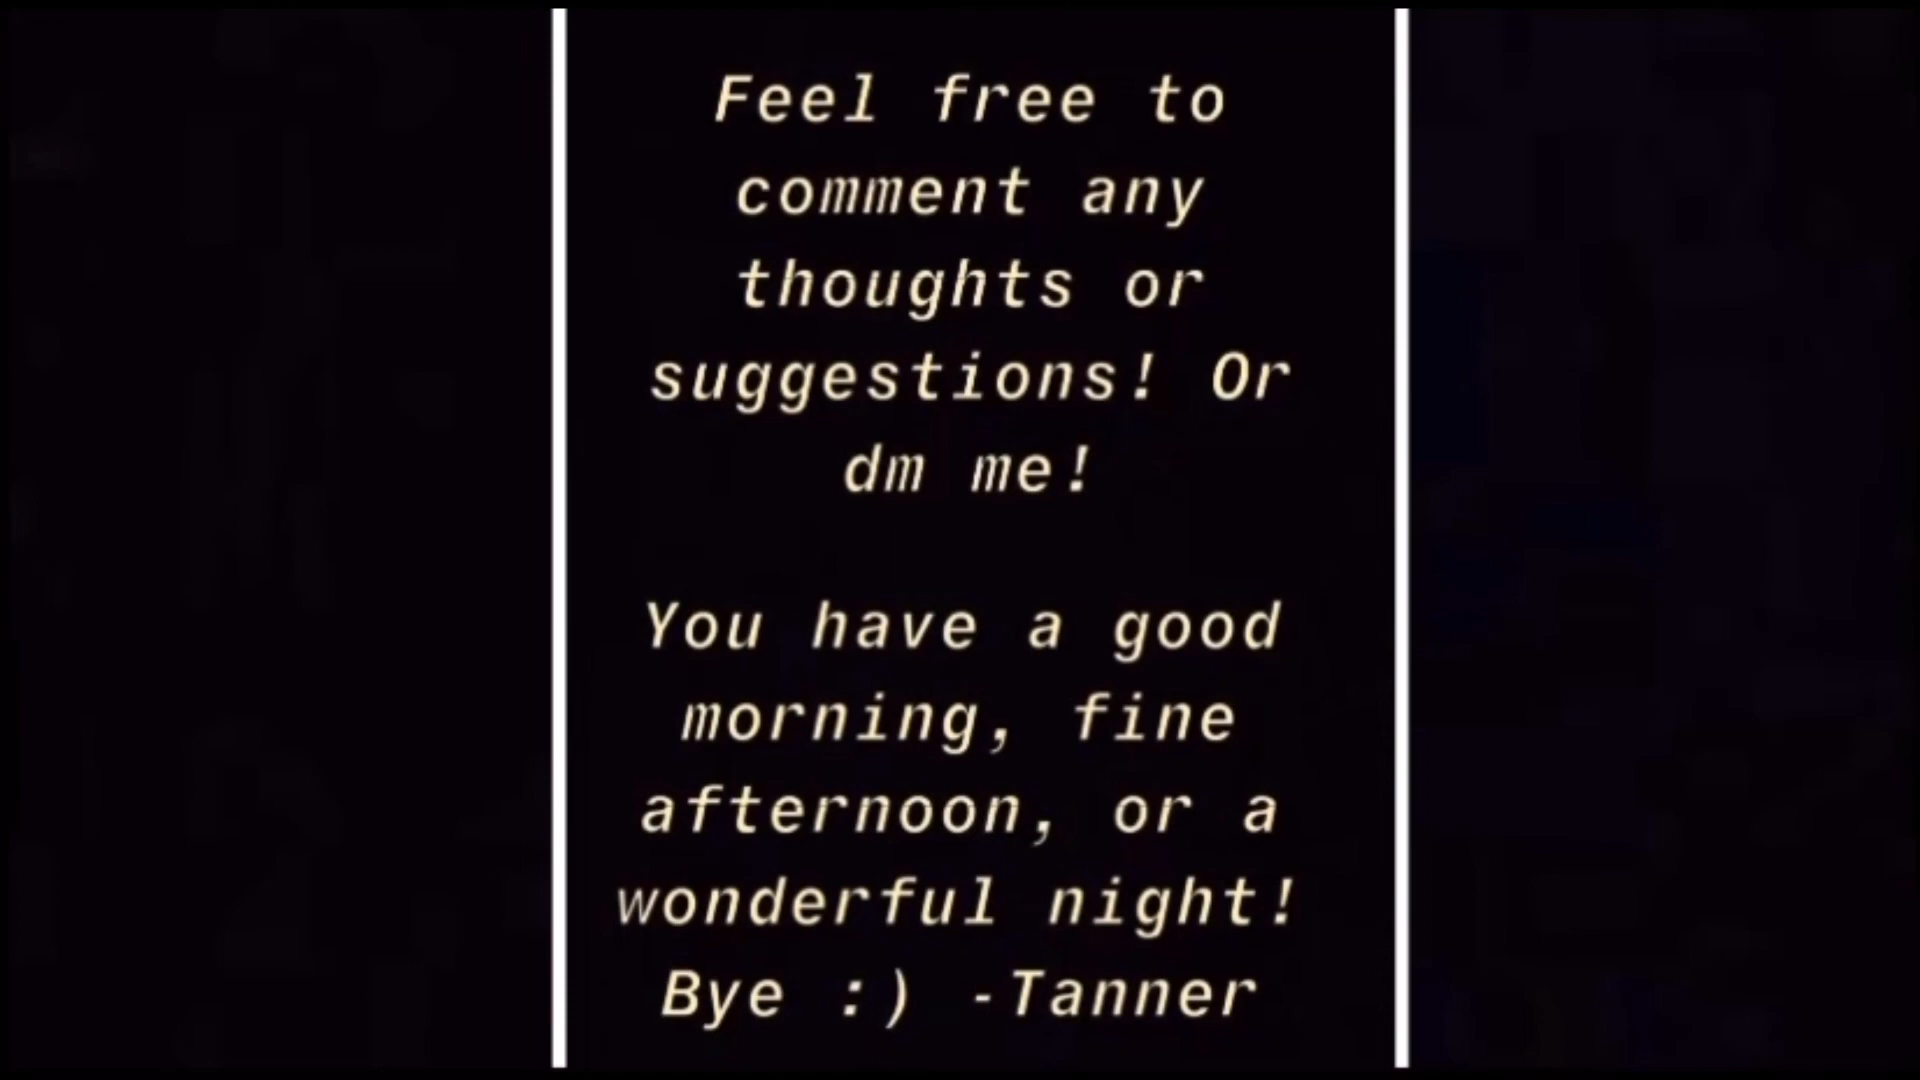 Feel free to
comment any
thoughts or
suggestions! Or
dm me!
You have a good
morning, fine
afternoon, or a
wonderful night!
Bye :) -Tanner